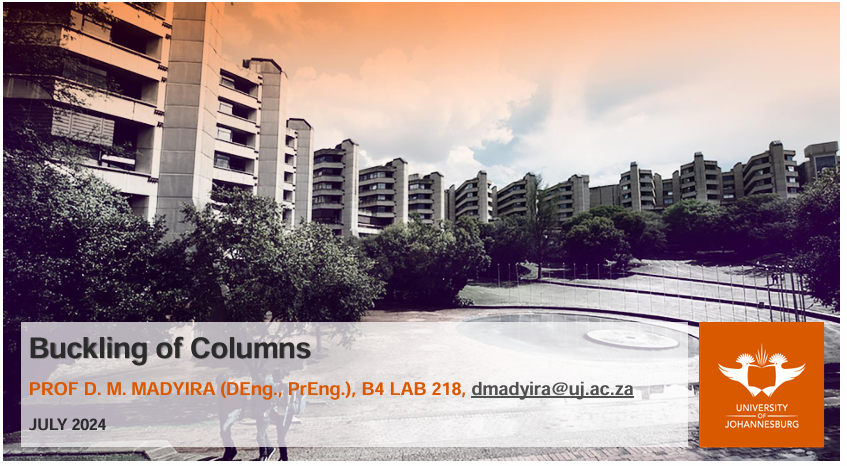 Buckling of Columns
PROF D. M. MADYIRA (DEng., PrEng.), B4 LAB 218, dmadyira@uj.ac.za
JULY 2024
UNIVERSITY
OF
JOHANNESBURG